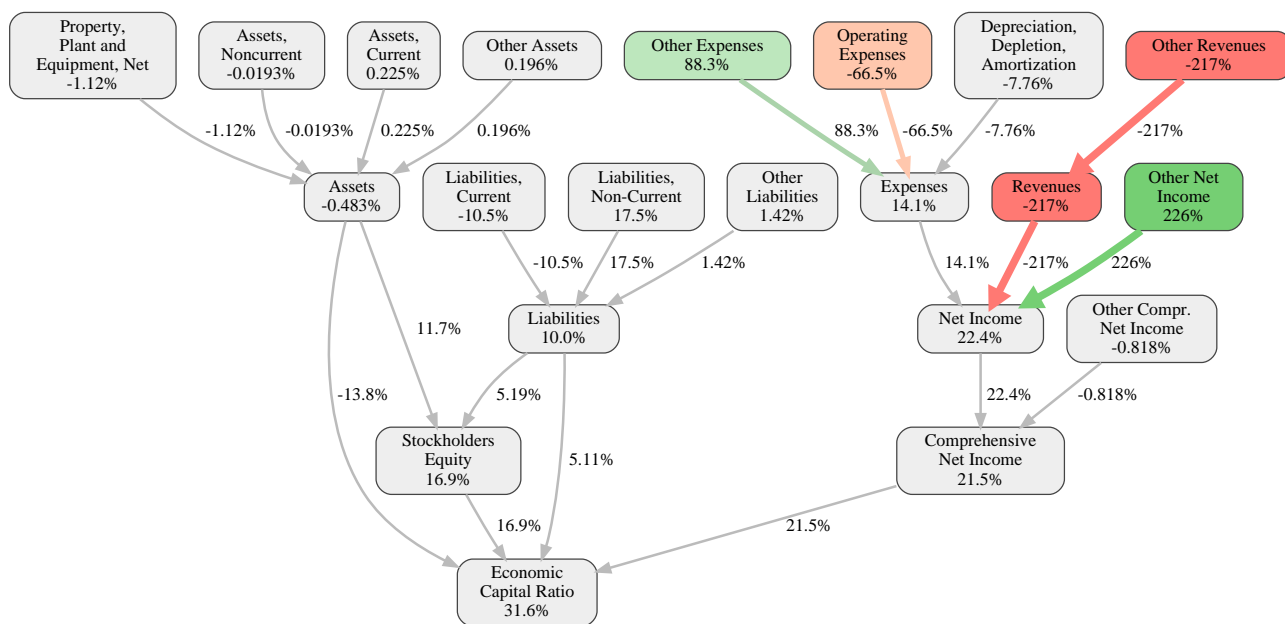 Property,
Plant and
Equipment, Net
-1.12%
Assets,
Noncurrent
-0.0193%
Assets,
Current
0.225%
Other Assets
0.196%
Other Expenses
88.3%
Operating
Expenses
-66.5%
Depreciation,
Depletion,
Amortization
-7.76%
Other Revenues
-217%
-1.12%
-0.0193%
0.225%
0.196%
88.3%
-66.5%
-7.76%
-217%
Assets
-0.483%
Liabilities,
Current
-10.5%
Liabilities,
Non-Current
17.5%
Other
Liabilities
1.42%
Expenses
14.1%
Revenues
-217%
Other Net
Income
226%
-10.5%
17.5%
1.42%
14.1%
-217%
226%
11.7%
Liabilities
10.0%
Net Income
22.4%
Other Compr.
Net Income
-0.818%
-13.8%
5.19%
22.4%
-0.818%
Stockholders
Equity
16.9%
5.11%
Comprehensive
Net Income
21.5%
16.9%
21.5%
Economic
Capital Ratio
31.6%